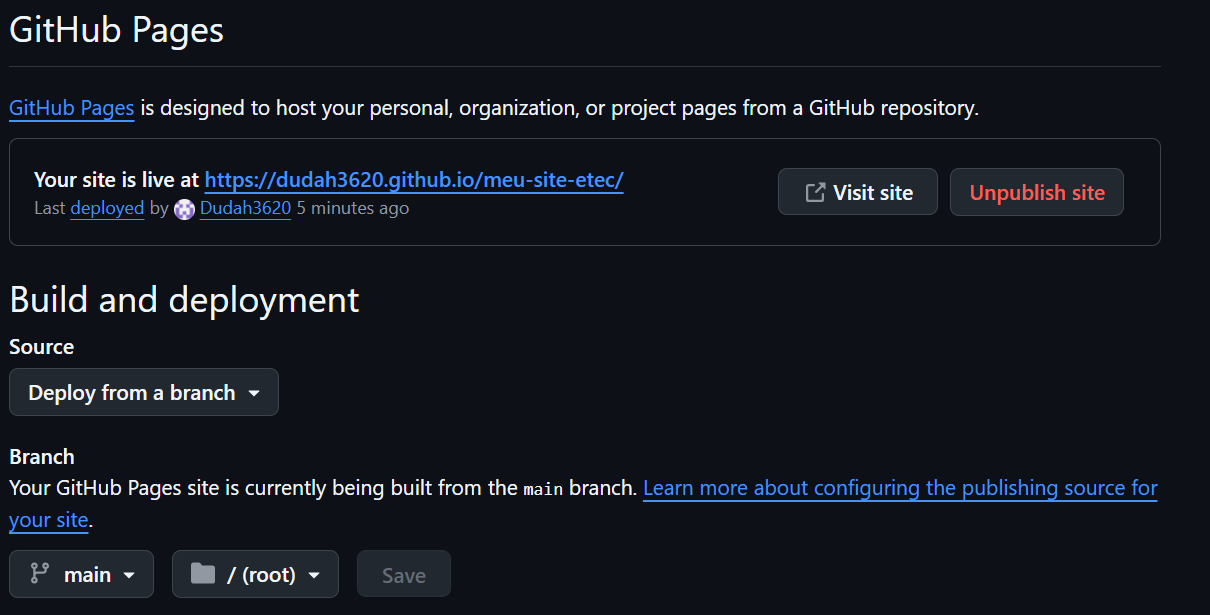 GitHub Pages
GitHub Pages is designed to host your personal, organization, or project pages from a GitHub repository.
Your site is live at https://dudah3620.github.io/meu-site-etec/
Last deployed by Dudah3620 5 minutes ago
Visit site
Unpublish site
Build and deployment
Source
Deploy from a branch
Branch
Your GitHub Pages site is currently being built from the main branch. Learn more about configuring the publishing source for
your site.
main
/ (root)
Save